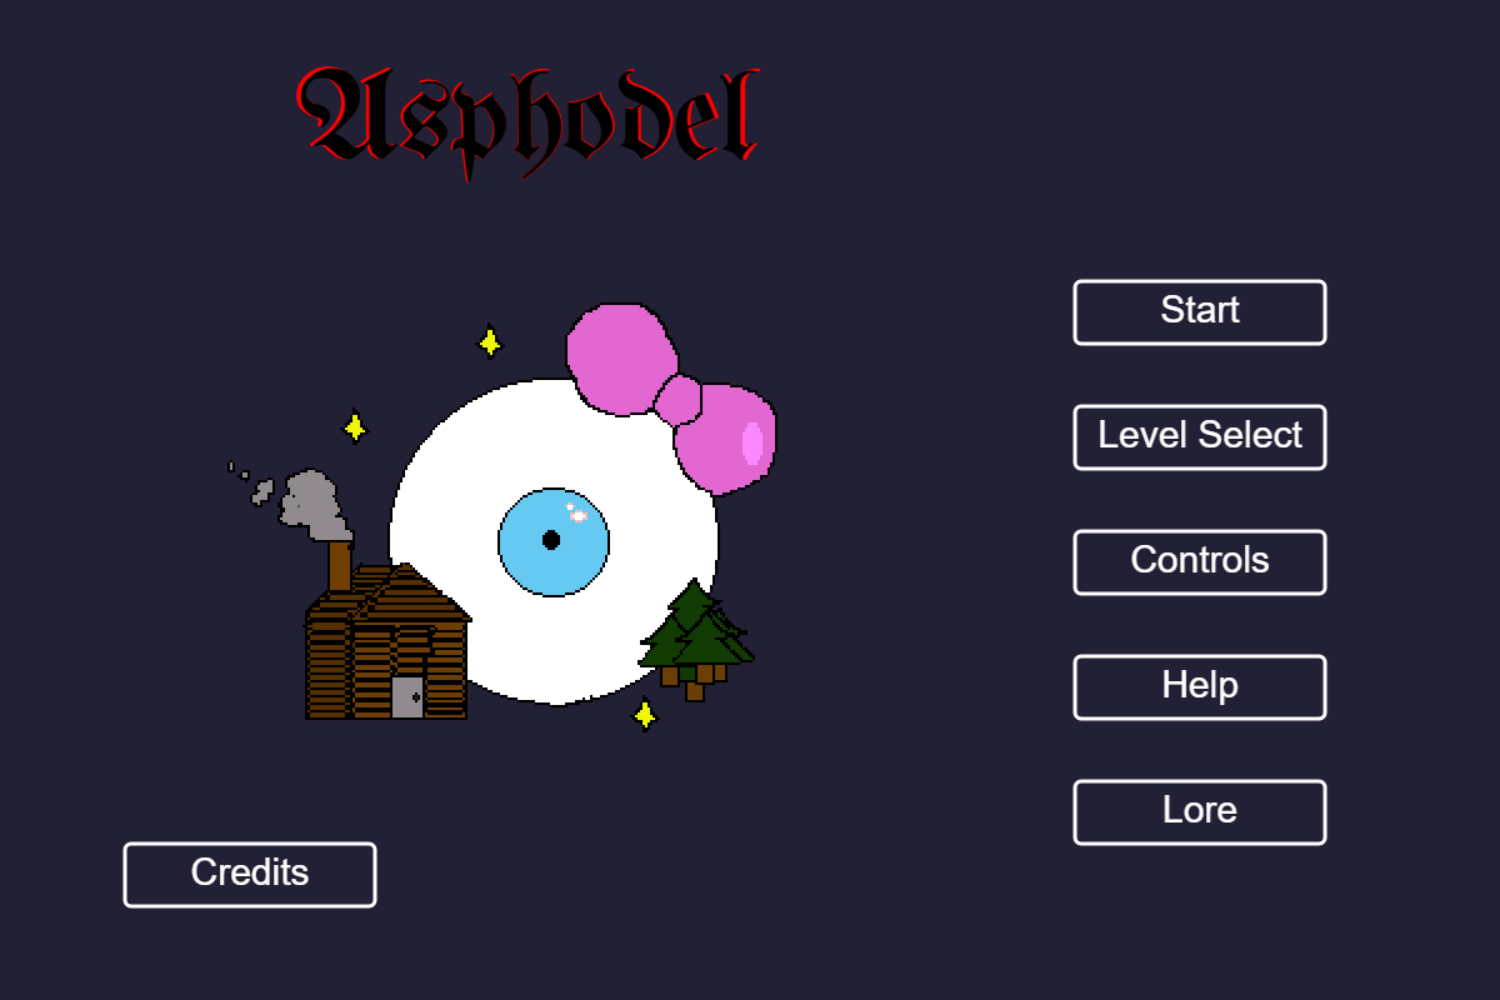 Asphodel
Start
Level Select
Controls
Help
Lore
Credits